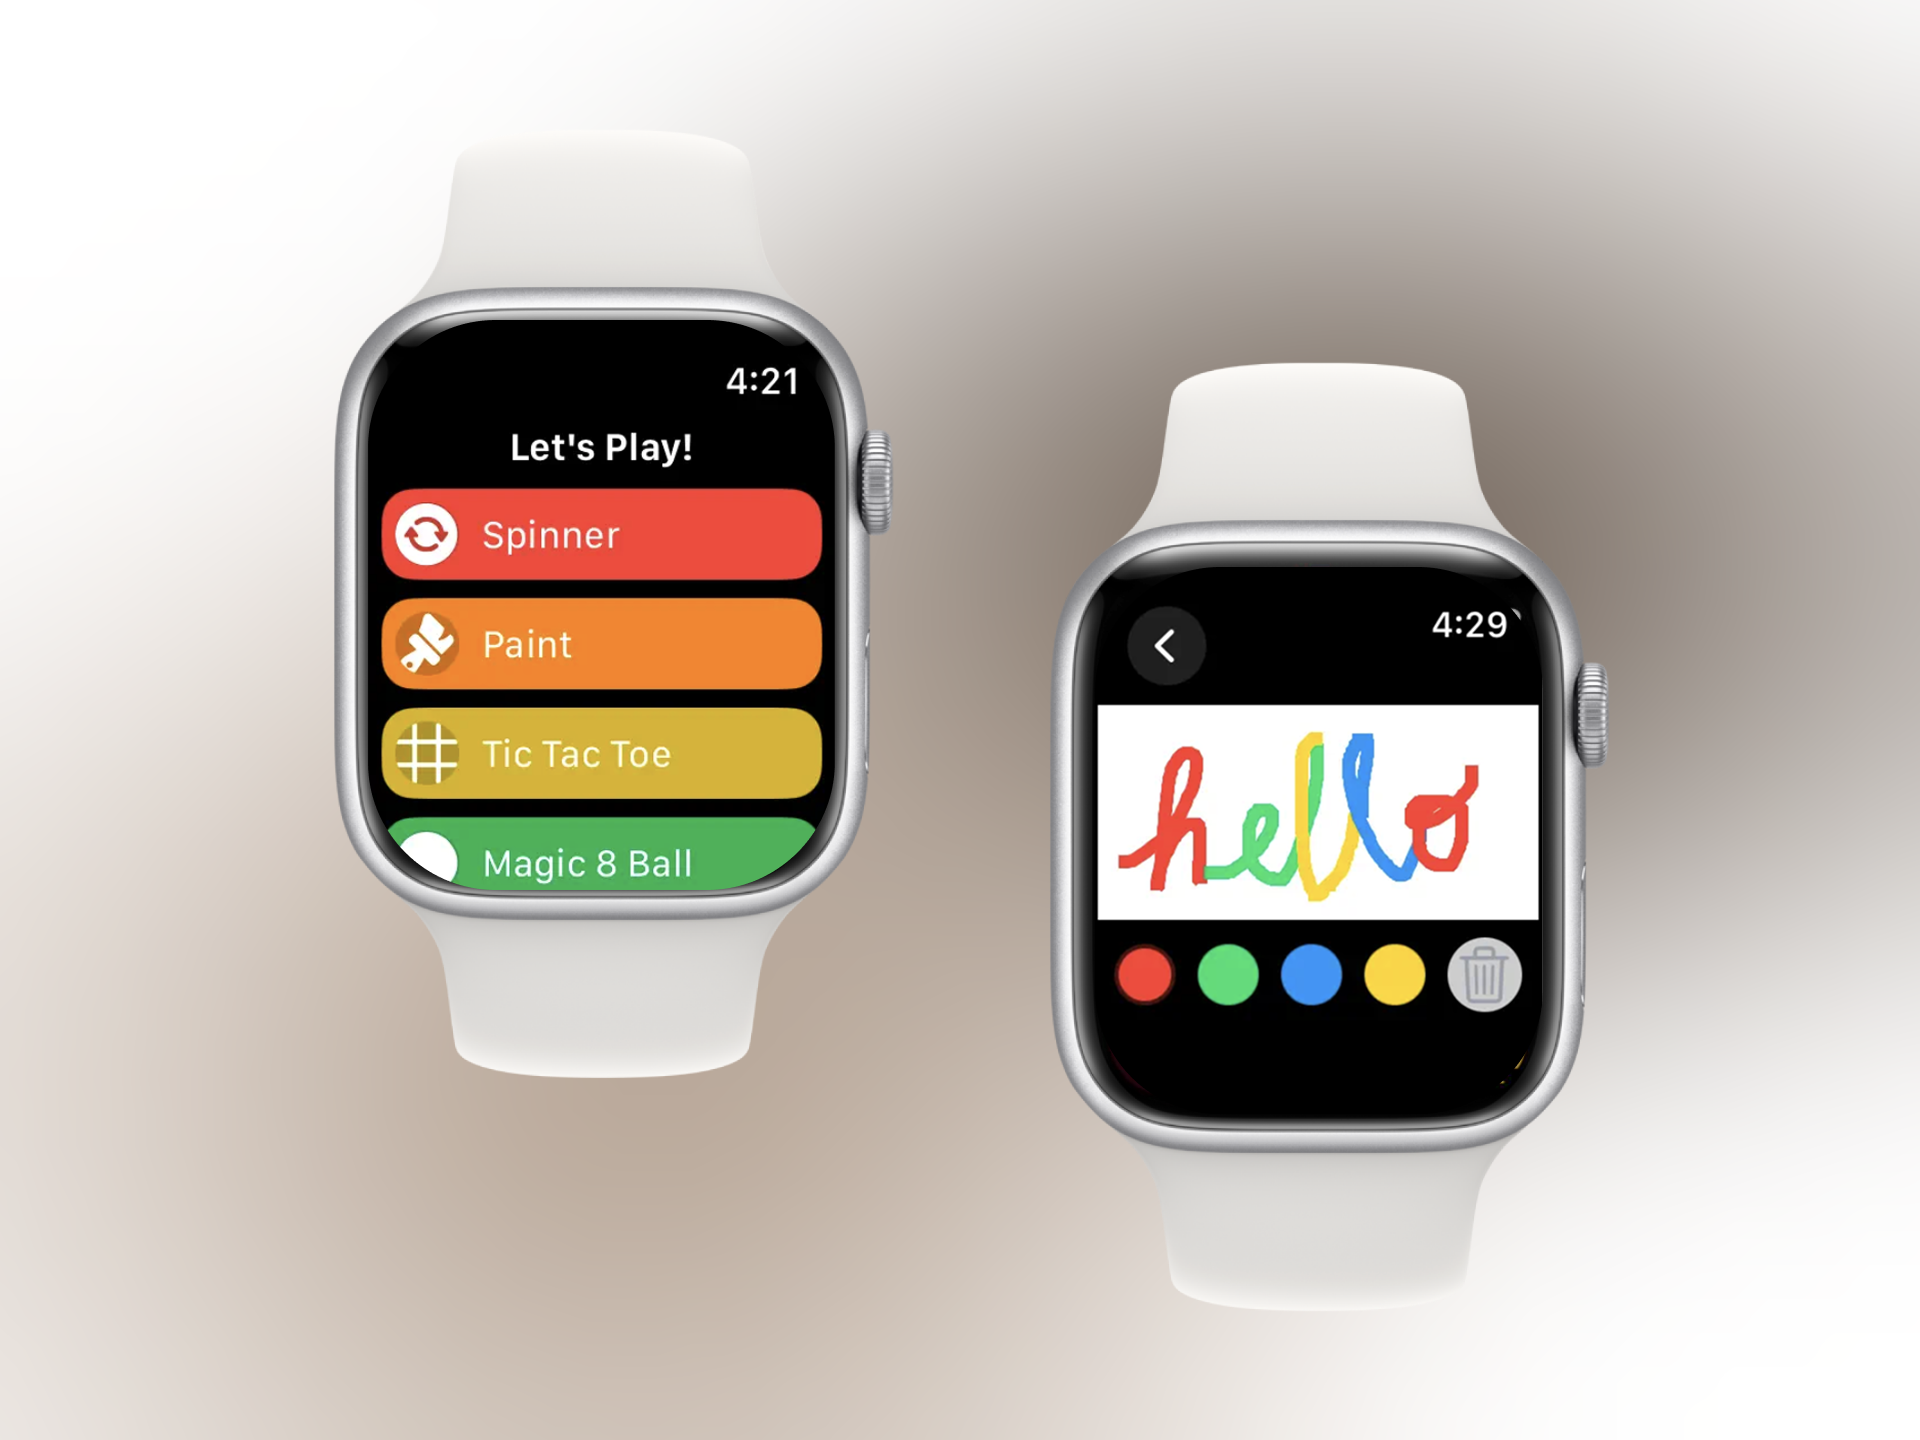 4:21
Let's Play!
Spinner
Paint
Tic Tac Toe
Magic 8 Ball
4:29
hello